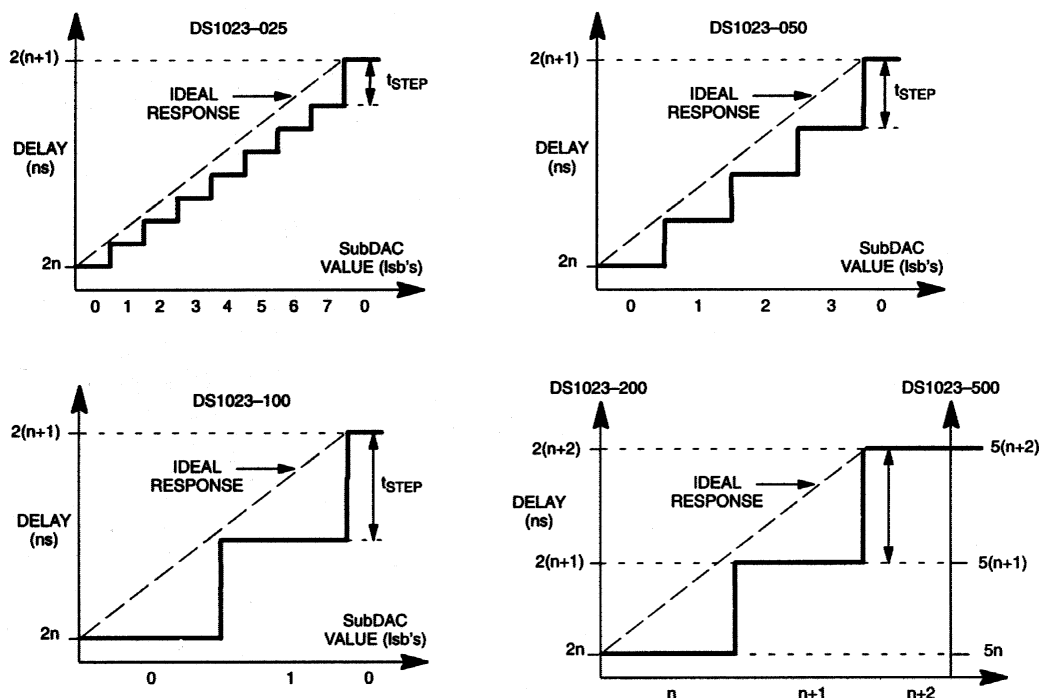 DS1023–025
2(n+1)
IDEAL
RESPONSE
tSTEP
DELAY
(ns)
2n
SubDAC
VALUE (lsb's)
0 1 2 3 4 5 6 7 0
DS1023–050
2(n+1)
IDEAL
RESPONSE
tSTEP
DELAY
(ns)
2n
SubDAC
VALUE (lsb's)
0 1 2 3 0
DS1023–100
2(n+1)
IDEAL
RESPONSE
tSTEP
DELAY
(ns)
2n
SubDAC
VALUE (lsb's)
0 1 0
DS1023–200 DS1023–500
2(n+2) 5(n+2)
IDEAL
RESPONSE
DELAY
(ns)
2(n+1) 5(n+1)
2n 5n
n n+1 n+2